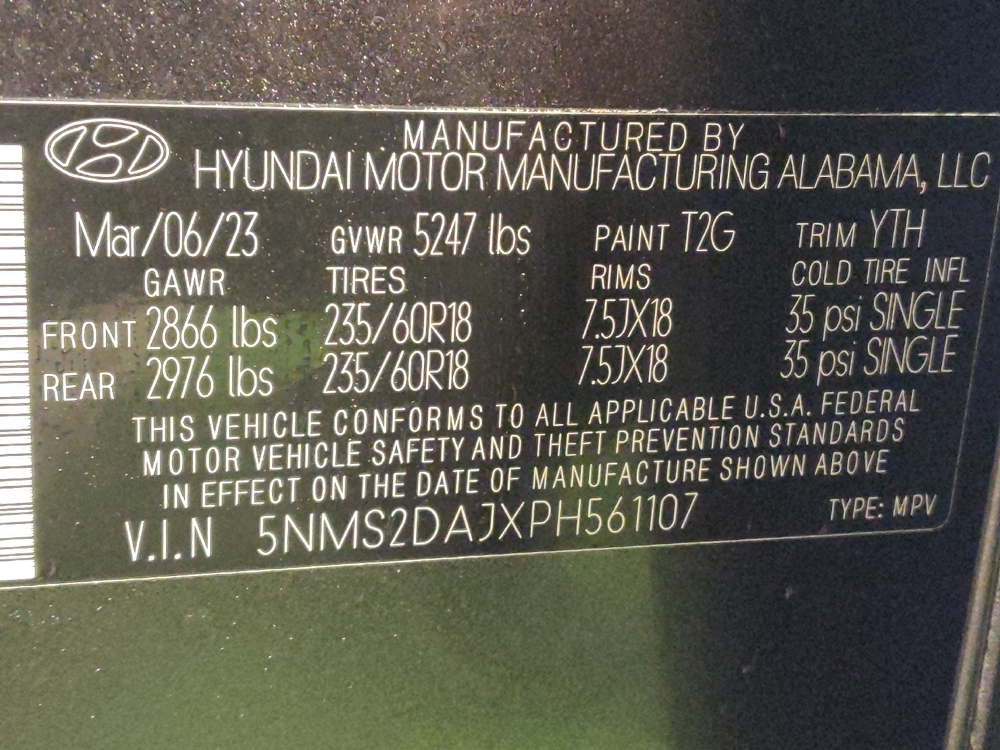 MANUFACTURED BY
HYUNDAI MOTOR MANUFACTURING ALABAMA, LLC
Mar/06/23 GVWR 5247 lbs PAINT T2G TRIM YTH
GAWR TIRES RIMS COLD TIRE INFL
FRONT 2866 lbs 235/60R18 7.5JX18 35 psi SINGLE
REAR 2976 lbs 235/60R18 7.5JX18 35 psi SINGLE
THIS VEHICLE CONFORMS TO ALL APPLICABLE U.S.A. FEDERAL
MOTOR VEHICLE SAFETY AND THEFT PREVENTION STANDARDS
IN EFFECT ON THE DATE OF MANUFACTURE SHOWN ABOVE
V.I.N 5NMS2DAJXPH561107 TYPE: MPV